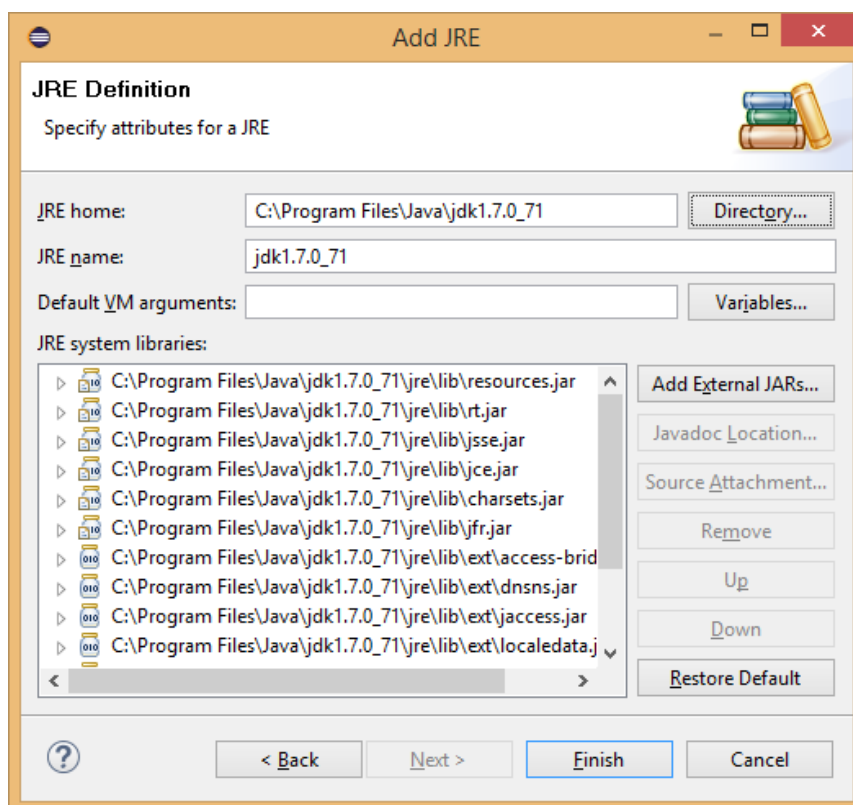 Add JRE
JRE Definition
Specify attributes for a JRE
JRE home: C:\Program Files\Java\jdk1.7.0_71 Directory...
JRE name: jdk1.7.0_71
Default VM arguments: Variables...
JRE system libraries:
C:\Program Files\Java\jdk1.7.0_71\jre\lib\resources.jar Add External JARs...
C:\Program Files\Java\jdk1.7.0_71\jre\lib\rt.jar
C:\Program Files\Java\jdk1.7.0_71\jre\lib\jsse.jar Javadoc Location...
C:\Program Files\Java\jdk1.7.0_71\jre\lib\jce.jar
C:\Program Files\Java\jdk1.7.0_71\jre\lib\charsets.jar Source Attachment...
C:\Program Files\Java\jdk1.7.0_71\jre\lib\jfr.jar Remove
C:\Program Files\Java\jdk1.7.0_71\jre\lib\ext\access-brid
C:\Program Files\Java\jdk1.7.0_71\jre\lib\ext\dnsns.jar Up
C:\Program Files\Java\jdk1.7.0_71\jre\lib\ext\jaccess.jar Down
C:\Program Files\Java\jdk1.7.0_71\jre\lib\ext\localedata.j
Restore Default
? < Back Next > Finish Cancel